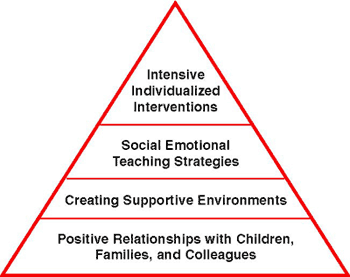 Intensive
Individualized
Interventions
Social Emotional
Teaching Strategies
Creating Supportive Environments
Positive Relationships with Children,
Families, and Colleagues